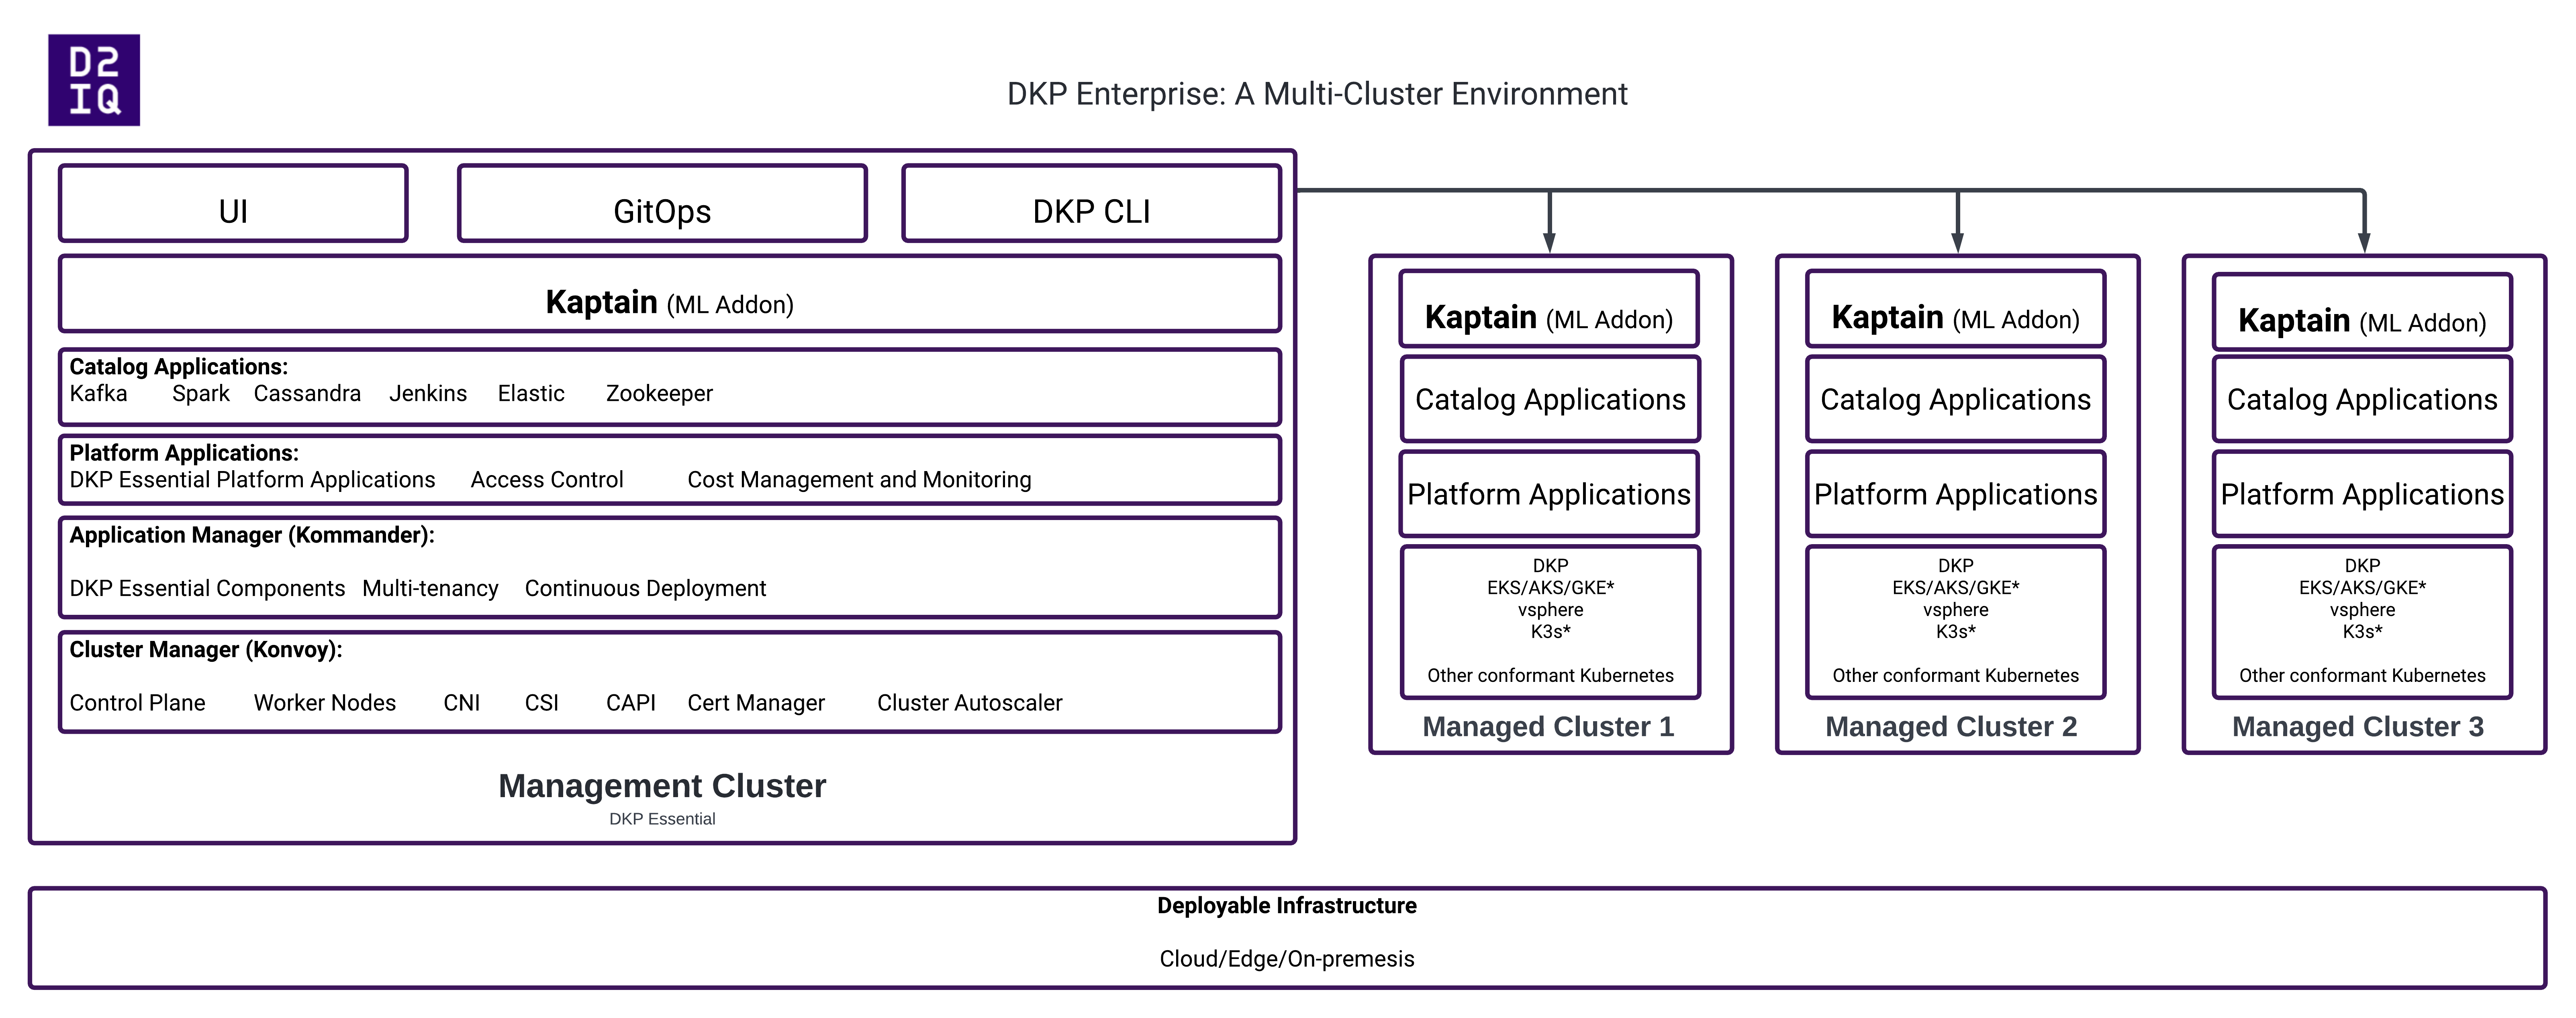 D2
IQ
DKP Enterprise: A Multi-Cluster Environment
UI
GitOps
DKP CLI
Kaptain (ML Addon)
Catalog Applications:
Kafka Spark Cassandra Jenkins Elastic Zookeeper
Platform Applications:
DKP Essential Platform Applications Access Control Cost Management and Monitoring
Application Manager (Kommander):
DKP Essential Components Multi-tenancy Continuous Deployment
Cluster Manager (Konvoy):
Control Plane Worker Nodes CNI CSI CAPI Cert Manager Cluster Autoscaler
Management Cluster
DKP Essential
Kaptain (ML Addon)
Catalog Applications
Platform Applications
DKP
EKS/AKS/GKE*
vsphere
K3s*
Other conformant Kubernetes
Managed Cluster 1
Kaptain (ML Addon)
Catalog Applications
Platform Applications
DKP
EKS/AKS/GKE*
vsphere
K3s*
Other conformant Kubernetes
Managed Cluster 2
Kaptain (ML Addon)
Catalog Applications
Platform Applications
DKP
EKS/AKS/GKE*
vsphere
K3s*
Other conformant Kubernetes
Managed Cluster 3
Deployable Infrastructure
Cloud/Edge/On-premesis